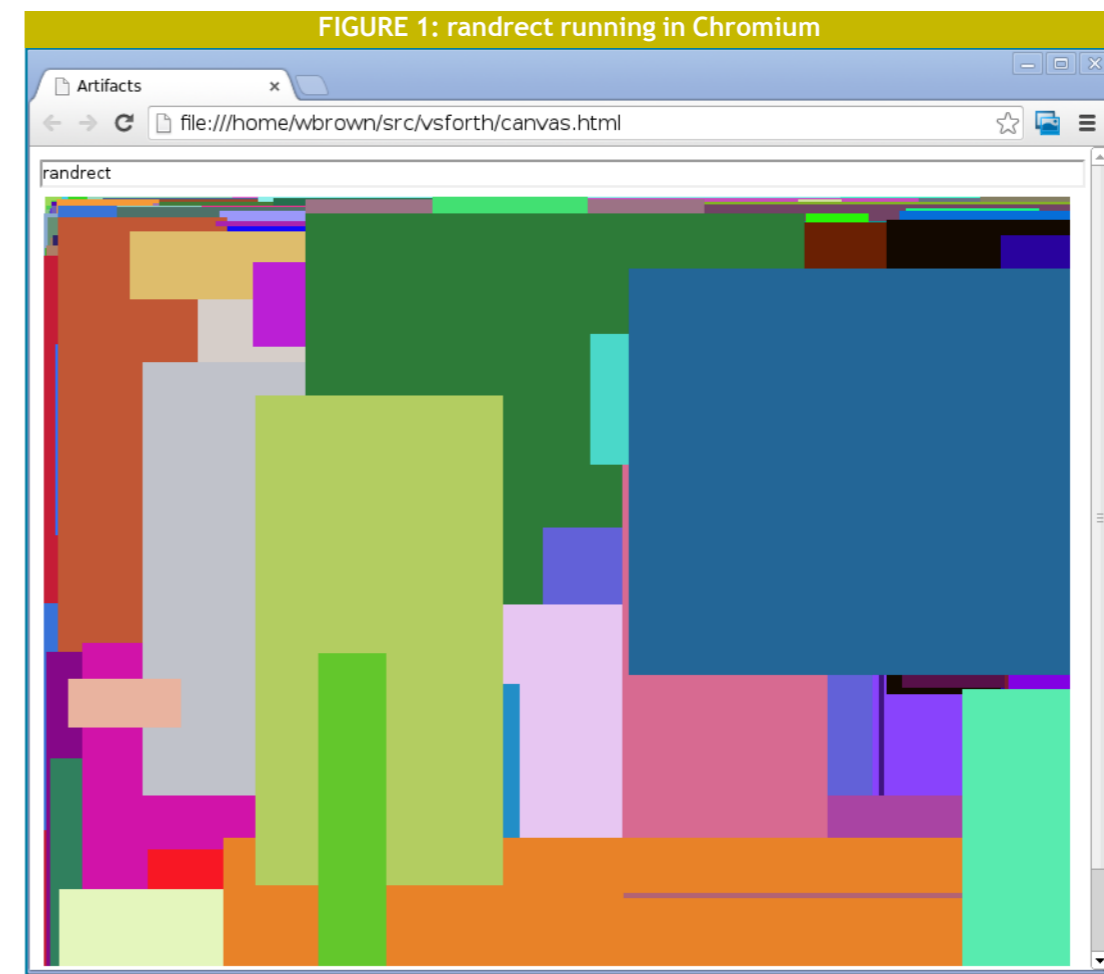 FIGURE 1: randrect running in Chromium
Artifacts
file:///home/wbrown/src/vsforth/canvas.html
randrect